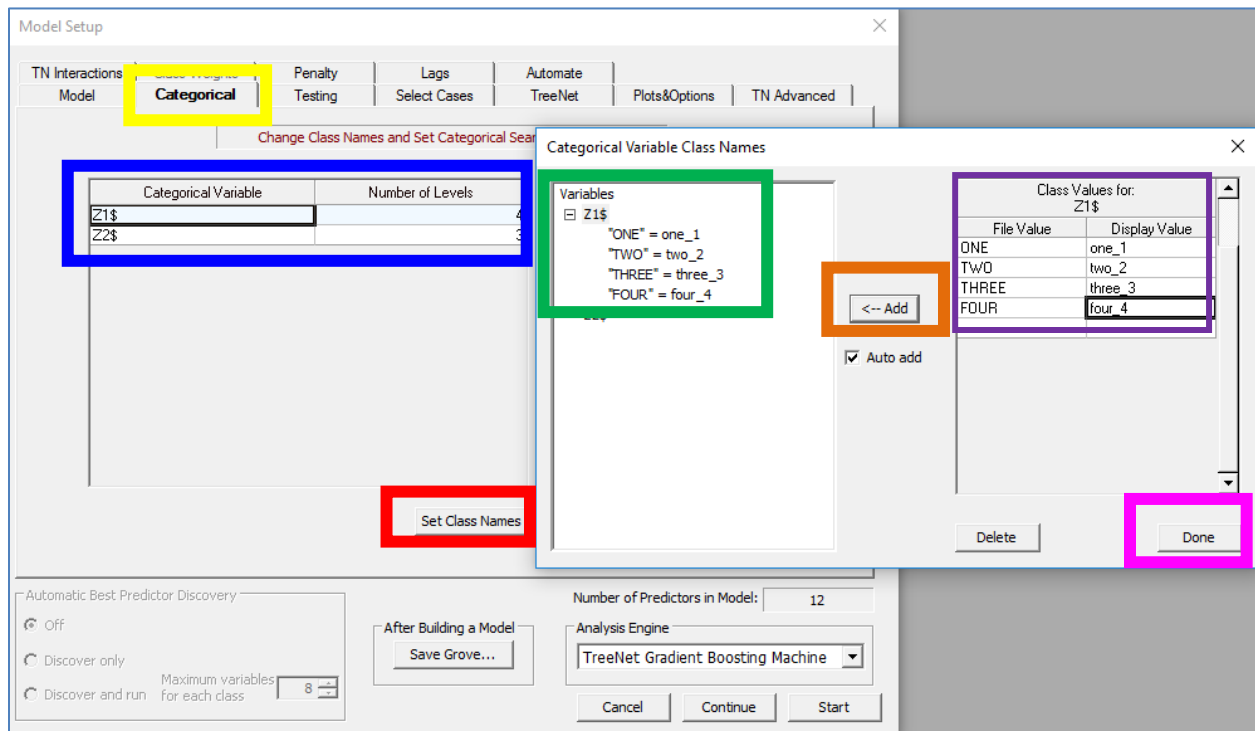 Model Setup
TN Interactions
Penalty
Lags
Automate
Model
Categorical
Testing
Select Cases
TreeNet
Plots&Options
TN Advanced
Change Class Names and Set Categorical
Categorical Variable
Number of Levels
Z1$
4
Z2$
3
Set Class Names
Categorical Variable Class Names
Variables
Z1$
"ONE" = one_1
"TWO" = two_2
"THREE" = three_3
"FOUR" = four_4
<-- Add
Auto add
Class Values for:
Z1$
File Value
Display Value
ONE
one_1
TWO
two_2
THREE
three_3
FOUR
four_4
Delete
Done
Automatic Best Predictor Discovery
Off
Discover only
Discover and run
Maximum variables
for each class
8
After Building a Model
Save Grove...
Number of Predictors in Model:
12
Analysis Engine
TreeNet Gradient Boosting Machine
Cancel
Continue
Start